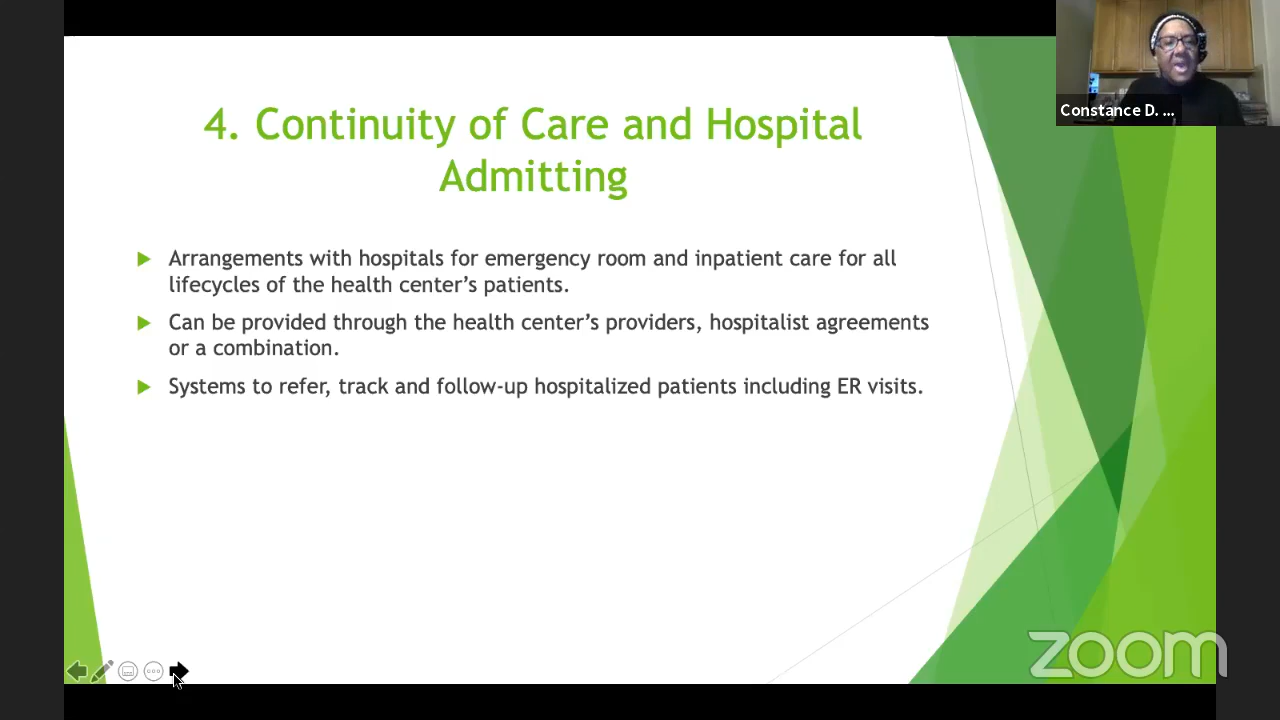 4. Continuity of Care and Hospital
Admitting
Arrangements with hospitals for emergency room and inpatient care for all
lifecycles of the health center’s patients.
Can be provided through the health center’s providers, hospitalist agreements
or a combination.
Systems to refer, track and follow-up hospitalized patients including ER visits.
Constance D. ...
zoom